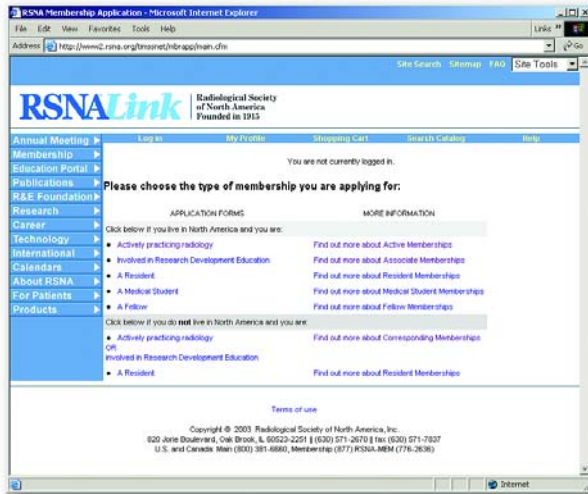 RSNA Membership Application - Microsoft Internet Explorer
File Edit View Favorites Tools Help
Links »
Address http://www2.rsna.org/timssnet/mbrapp/main.cfm
Go
Site Search Sitemap FAQ Site Tools
RSNALink
Radiological Society
of North America
Founded in 1915
Log in My Profile Shopping Cart Search Catalog Help
Annual Meeting
Membership
Education Portal
Publications
R&E Foundation
Research
Career
Technology
International
Calendars
About RSNA
For Patients
Products
You are not currently logged in.
Please choose the type of membership you are applying for:
APPLICATION FORMS MORE INFORMATION
Click below if you live in North America and you are:
• Actively practicing radiology Find out more about Active Memberships
• Involved in Research Development Education Find out more about Associate Memberships
• A Resident Find out more about Resident Memberships
• A Medical Student Find out more about Medical Student Memberships
• A Fellow Find out more about Fellow Memberships
Click below if you do not live in North America and you are:
• Actively practicing radiology Find out more about Corresponding Memberships
OR
Involved in Research Development Education
• A Resident Find out more about Resident Memberships
Terms of use
Copyright © 2003 Radiological Society of North America, Inc.
820 Jorie Boulevard, Oak Brook, IL 60523-2251 || (630) 571-2670 || fax (630) 571-7837
U.S. and Canada: Main (800) 381-6660, Membership (877) RSNA-MEM (776-2636)
Internet